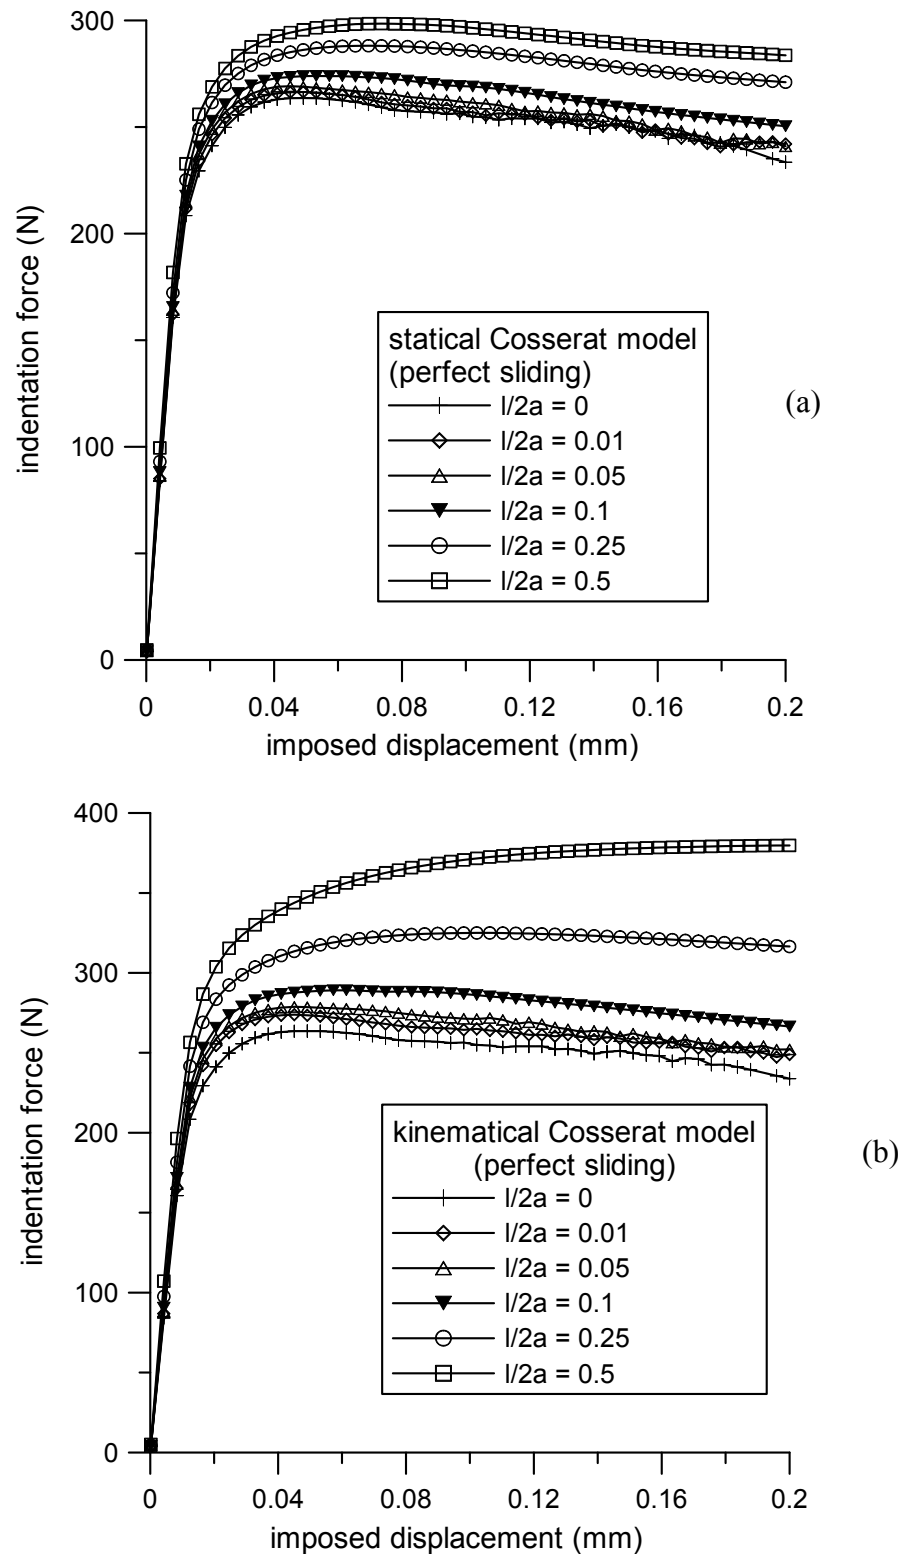 300
200
100
0
indentation force (N)
statical Cosserat model
(perfect sliding)
l/2a = 0
l/2a = 0.01
l/2a = 0.05
l/2a = 0.1
l/2a = 0.25
l/2a = 0.5
(a)
0 0.04 0.08 0.12 0.16 0.2
imposed displacement (mm)
400
300
200
100
0
indentation force (N)
kinematical Cosserat model
(perfect sliding)
l/2a = 0
l/2a = 0.01
l/2a = 0.05
l/2a = 0.1
l/2a = 0.25
l/2a = 0.5
(b)
0 0.04 0.08 0.12 0.16 0.2
imposed displacement (mm)